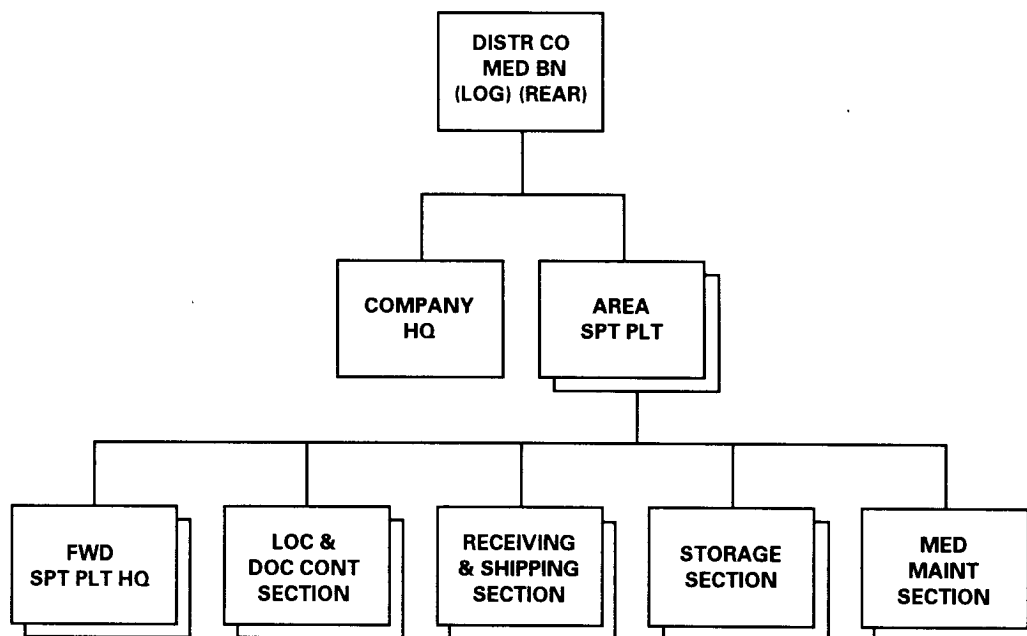 DISTR CO
MED BN
(LOG) (REAR)
COMPANY
HQ
AREA
SPT PLT
FWD
SPT PLT HQ
LOC &
DOC CONT
SECTION
RECEIVING
& SHIPPING
SECTION
STORAGE
SECTION
MED
MAINT
SECTION